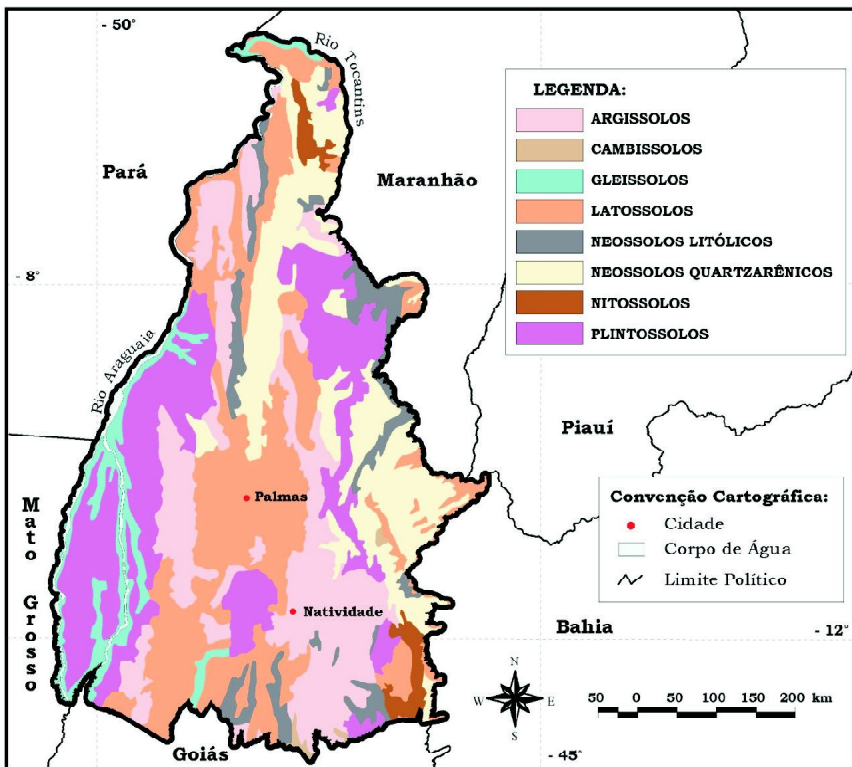 - 50°
Rio Tocantins
Pará
Maranhão
LEGENDA:
ARGISSOLOS
CAMBISSOLOS
GLEISSOLOS
LATOSSOLOS
NEOSSOLOS LITÓLICOS
NEOSSOLOS QUARTZARÊNICOS
NITOSSOLOS
PLINTOSSOLOS
- 8°
Rio Araguaia
Piauí
Mato Grosso
Palmas
Natividade
Convenção Cartográfica:
Cidade
Corpo de Água
Limite Político
Bahia
- 12°
N
W E
S
50 0 50 100 150 200 km
Goiás
- 45°